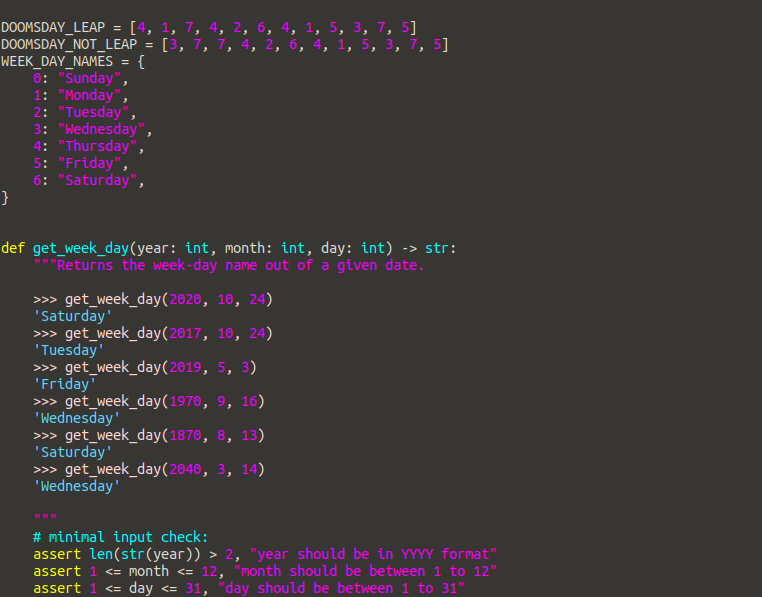 DOOMSDAY_LEAP = [4, 1, 7, 4, 2, 6, 4, 1, 5, 3, 7, 5]
DOOMSDAY_NOT_LEAP = [3, 7, 7, 4, 2, 6, 4, 1, 5, 3, 7, 5]
WEEK_DAY_NAMES = {
    0: "Sunday",
    1: "Monday",
    2: "Tuesday",
    3: "Wednesday",
    4: "Thursday",
    5: "Friday",
    6: "Saturday",
}
def get_week_day(year: int, month: int, day: int) -> str:
    """Returns the week-day name out of a given date.
    >>> get_week_day(2020, 10, 24)
    'Saturday'
    >>> get_week_day(2017, 10, 24)
    'Tuesday'
    >>> get_week_day(2019, 5, 3)
    'Friday'
    >>> get_week_day(1970, 9, 16)
    'Wednesday'
    >>> get_week_day(1870, 8, 13)
    'Saturday'
    >>> get_week_day(2040, 3, 14)
    'Wednesday'
    """
    # minimal input check:
    assert len(str(year)) > 2, "year should be in YYYY format"
    assert 1 <= month <= 12, "month should be between 1 to 12"
    assert 1 <= day <= 31, "day should be between 1 to 31"